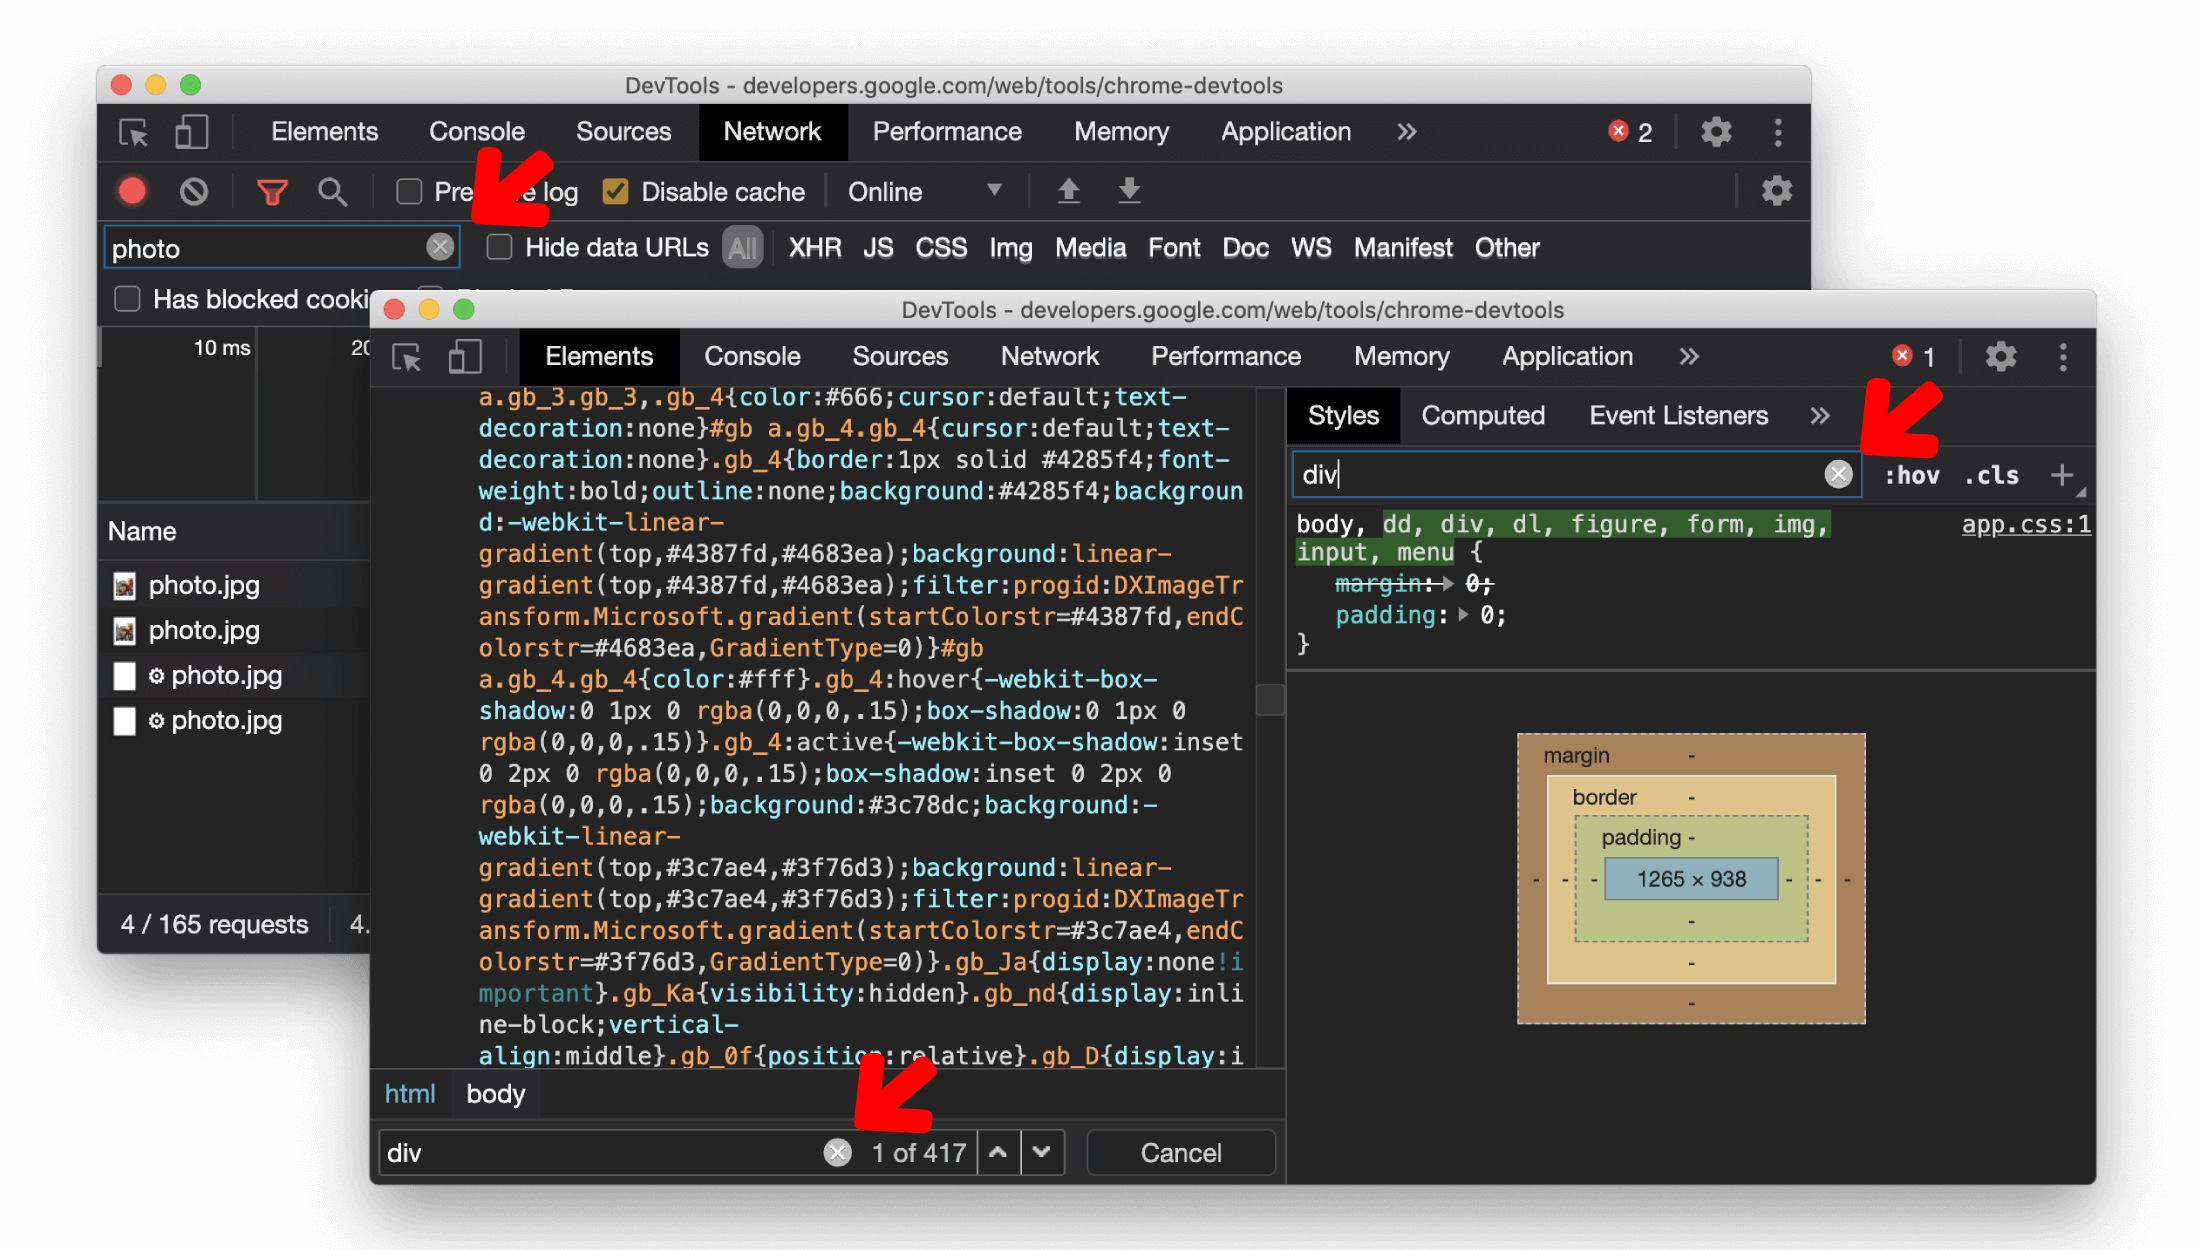 DevTools - developers.google.com/web/tools/chrome-devtools
Elements Console Sources Network Performance Memory Application » 2
log Disable cache Online
photo Hide data URLs All XHR JS CSS Img Media Font Doc WS Manifest Other
Has blocked cooki
10 ms 20
Name
photo.jpg
photo.jpg
photo.jpg
photo.jpg
4 / 165 requests 4.
DevTools - developers.google.com/web/tools/chrome-devtools
Elements Console Sources Network Performance Memory Application » 1
a.gb_3.gb_3,.gb_4{color:#666;cursor:default;text-
decoration:none}#gb a.gb_4.gb_4{cursor:default;text-
decoration:none}.gb_4{border:1px solid #4285f4;font-
weight:bold;outline:none;background:#4285f4;backgroun
d:-webkit-linear-
gradient(top,#4387fd,#4683ea);background:linear-
gradient(top,#4387fd,#4683ea);filter:progid:DXImageTr
ansform.Microsoft.gradient(startColorstr=#4387fd,endC
olorstr=#4683ea,GradientType=0)}#gb
a.gb_4.gb_4{color:#fff}.gb_4:hover{-webkit-box-
shadow:0 1px 0 rgba(0,0,0,.15);box-shadow:0 1px 0
rgba(0,0,0,.15)}.gb_4:active{-webkit-box-shadow:inset
0 2px 0 rgba(0,0,0,.15);box-shadow:inset 0 2px 0
rgba(0,0,0,.15);background:#3c78dc;background:-
webkit-linear-
gradient(top,#3c7ae4,#3f76d3);background:linear-
gradient(top,#3c7ae4,#3f76d3);filter:progid:DXImageTr
ansform.Microsoft.gradient(startColorstr=#3c7ae4,endC
olorstr=#3f76d3,GradientType=0)}.gb_Ja{display:none!i
mportant}.gb_Ka{visibility:hidden}.gb_nd{display:inli
ne-block;vertical-
align:middle}.gb_0f{position:relative}.gb_D{display:i
html body
div 1 of 417 Cancel
Styles Computed Event Listeners »
div :hov .cls +
body, dd, div, dl, figure, form, img, app.css:1
input, menu {
margin: 0;
padding: 0;
}
margin -
border -
padding -
- - - 1265 × 938 - - -
-
-
-